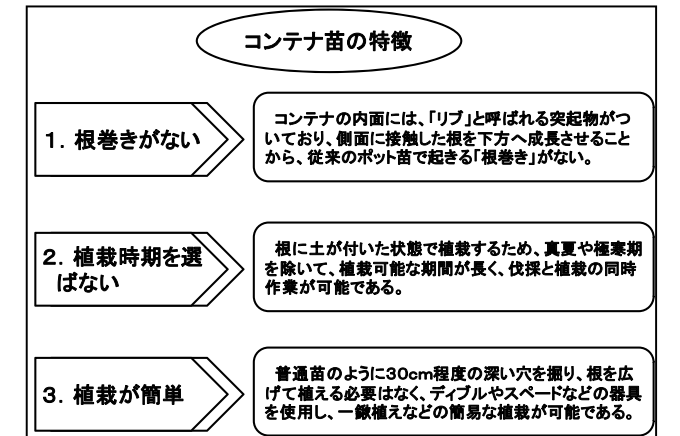 コンテナ苗の特徴
1．根巻きがない
コンテナの内面には、「リブ」と呼ばれる突起物がつ
いており、側面に接触した根を下方へ成長させること
から、従来のポット苗で起きる「根巻き」がない。
2．植栽時期を選
ばない
根に土が付いた状態で植栽するため、真夏や極寒期
を除いて、植栽可能な期間が長く、伐採と植栽の同時
作業が可能である。
3．植栽が簡単
普通苗のように30cm程度の深い穴を掘り、根を広
げて植える必要はなく、ディブルやスペードなどの器具
を使用し、一鍬植えなどの簡易な植栽が可能である。